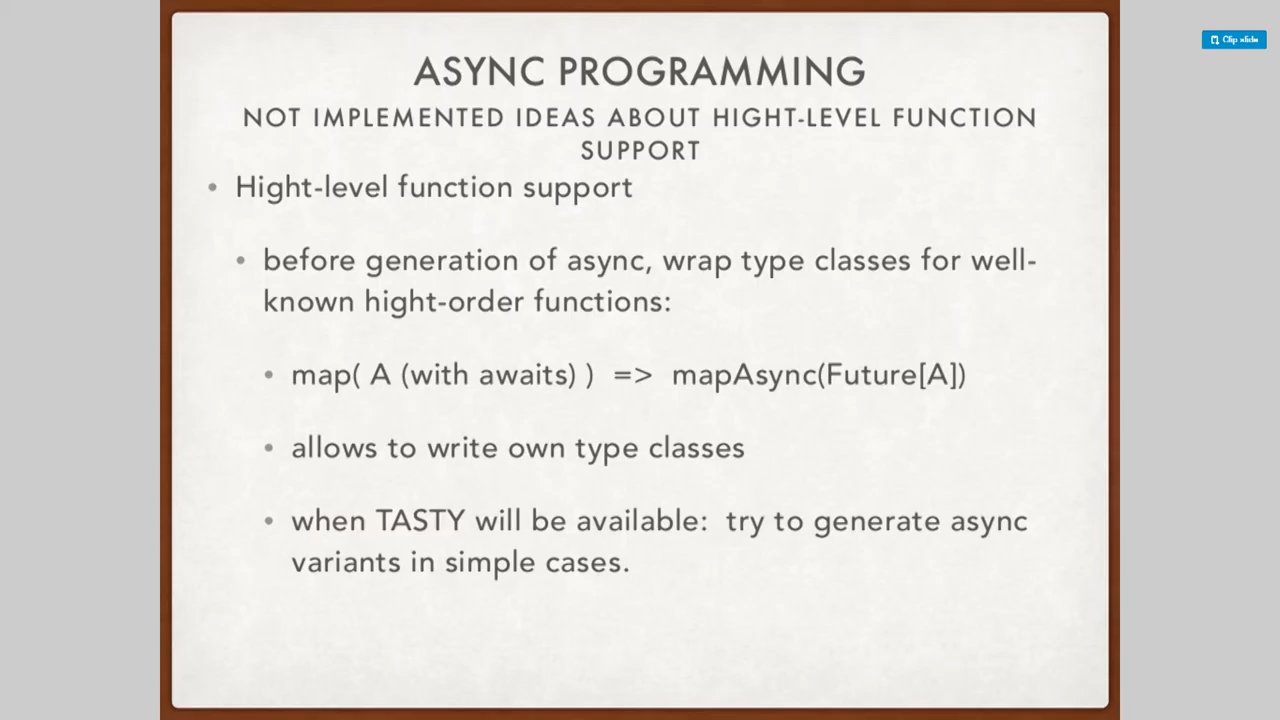 Clip slide
ASYNC PROGRAMMING
NOT IMPLEMENTED IDEAS ABOUT HIGHT-LEVEL FUNCTION
SUPPORT
• Hight-level function support
• before generation of async, wrap type classes for well-
known hight-order functions:
• map( A (with awaits) ) => mapAsync(Future[A])
• allows to write own type classes
• when TASTY will be available: try to generate async
variants in simple cases.